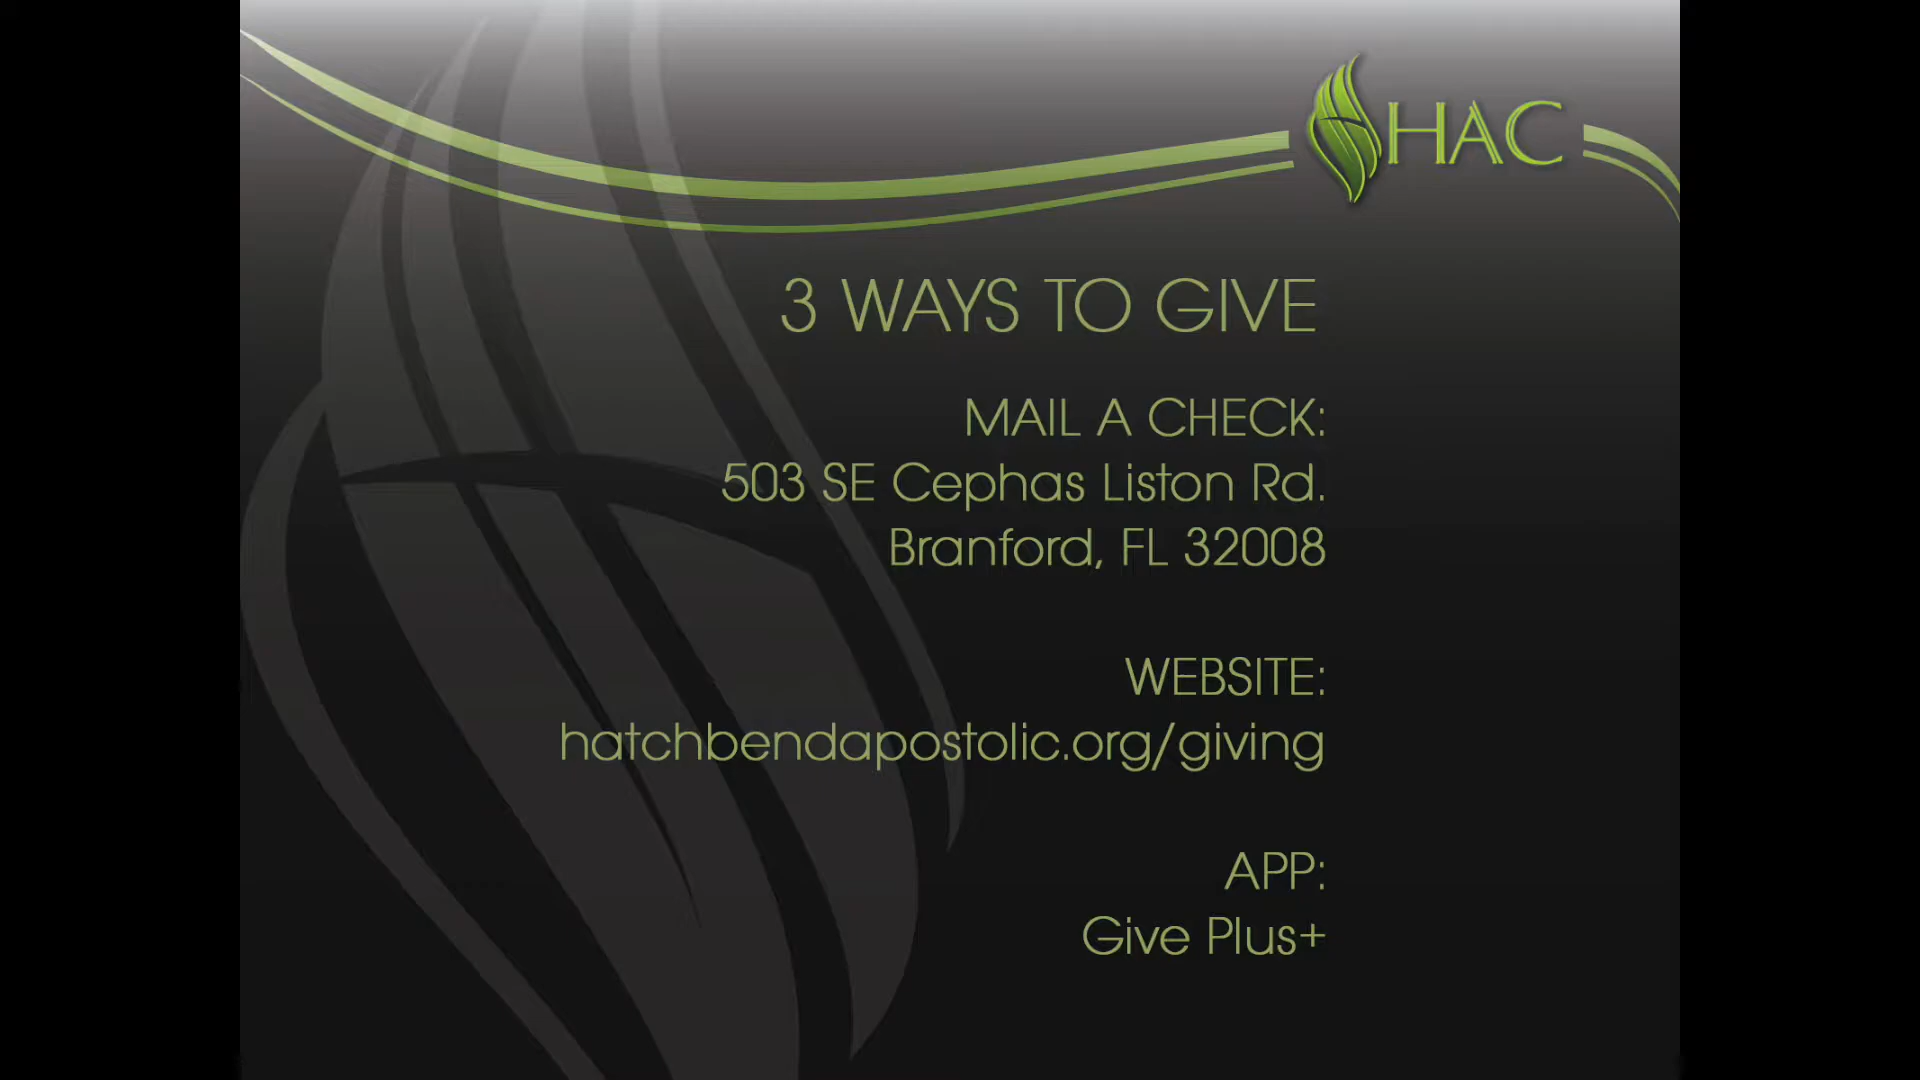 HAC
3 WAYS TO GIVE
MAIL A CHECK:
503 SE Cephas Liston Rd.
Branford, FL 32008
WEBSITE:
hatchbendapostolic.org/giving
APP:
Give Plus+